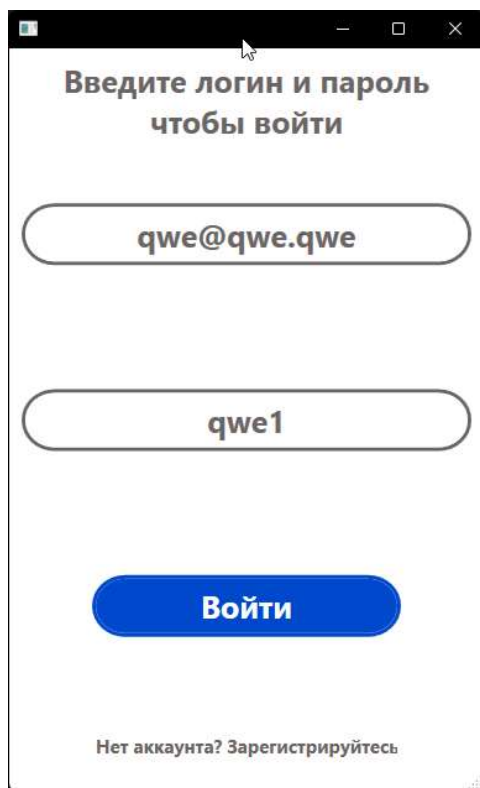 Введите логин и пароль
чтобы войти
qwe@qwe.qwe
qwe1
Войти
Нет аккаунта? Зарегистрируйтесь